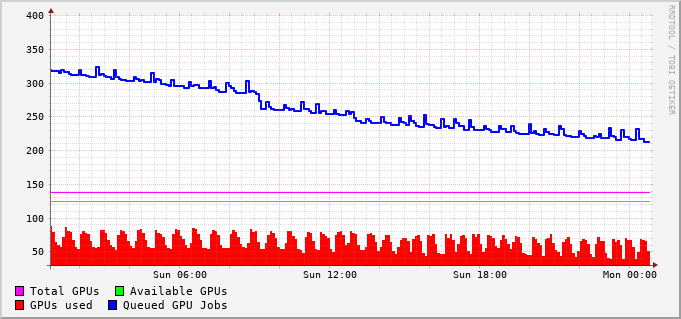 400
350
300
250
200
150
100
50
Sun 06:00 Sun 12:00 Sun 18:00 Mon 00:00
Total GPUs Available GPUs
GPUs used Queued GPU Jobs
RRDTOOL / TOBI OETIKER